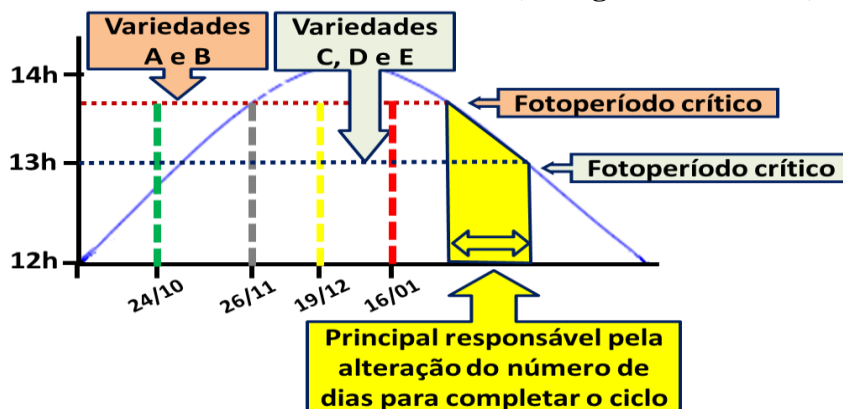 Variedades
A e B
Variedades
C, D e E
14h
Fotoperíodo crítico
13h
Fotoperíodo crítico
12h
24/10
26/11
19/12
16/01
Principal responsável pela
alteração do número de
dias para completar o ciclo